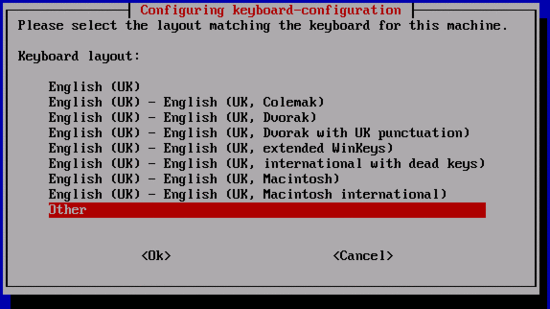 Configuring keyboard-configuration
Please select the layout matching the keyboard for this machine.
Keyboard layout:
English (UK)
English (UK) - English (UK, Colemak)
English (UK) - English (UK, Dvorak)
English (UK) - English (UK, Dvorak with UK punctuation)
English (UK) - English (UK, extended WinKeys)
English (UK) - English (UK, international with dead keys)
English (UK) - English (UK, Macintosh)
English (UK) - English (UK, Macintosh international)
Other
<Ok> <Cancel>